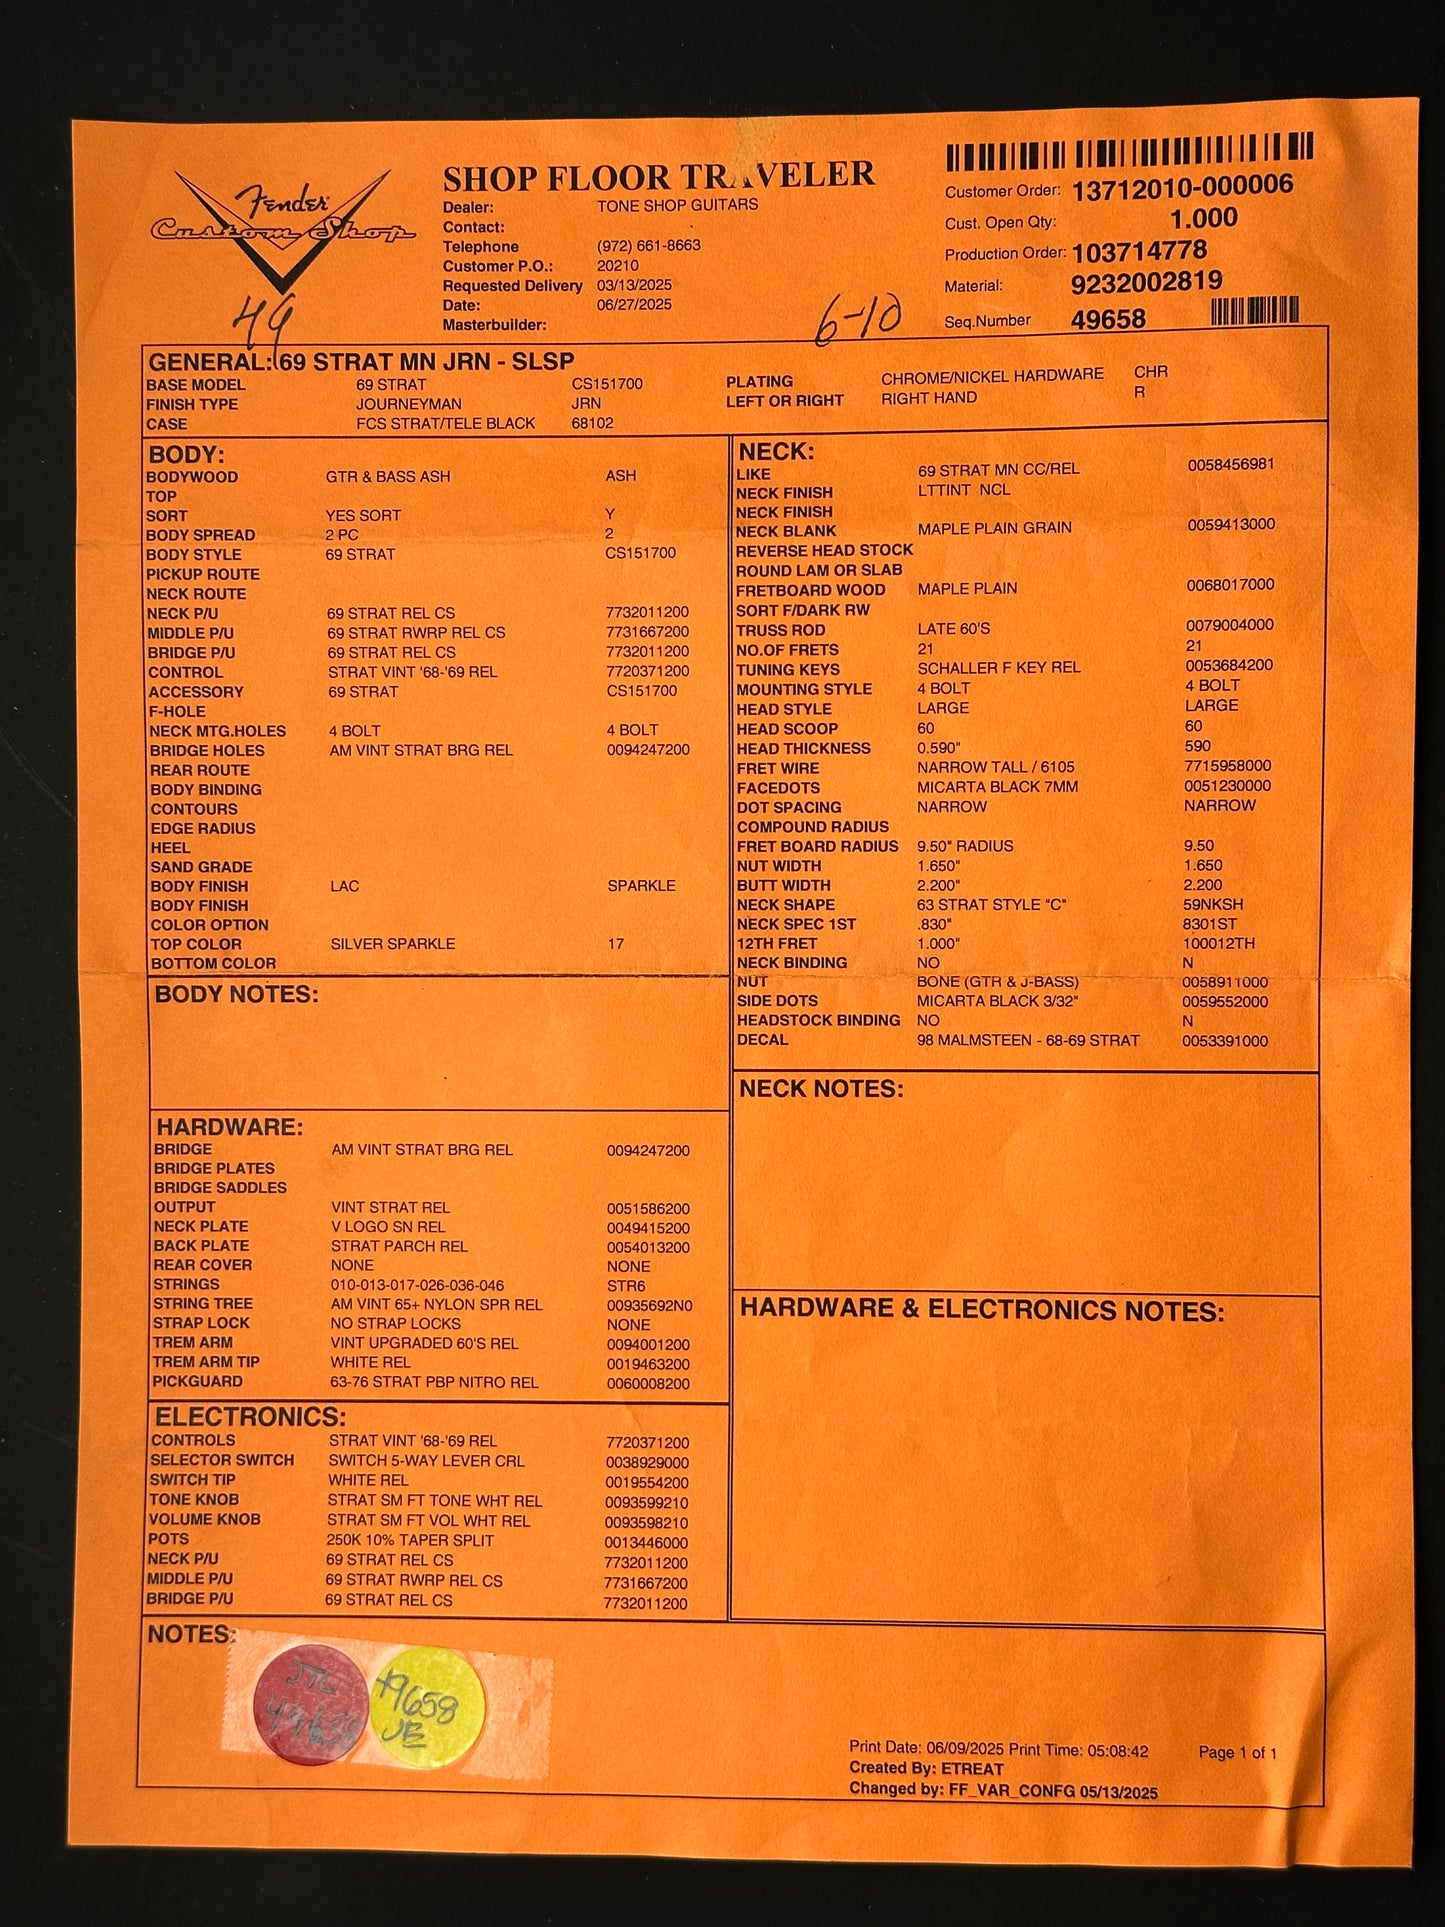 Fender
Custom Shop
SHOP FLOOR TRAVELER
Dealer: TONE SHOP GUITARS
Contact:
Telephone (972) 661-8663
Customer P.O.: 20210
Requested Delivery 03/13/2025
Date: 06/27/2025
Masterbuilder:
Customer Order: 13712010-000006
Cust. Open Qty: 1.000
Production Order: 103714778
Material: 9232002819
Seq.Number 49658
49
6-10
GENERAL: 69 STRAT MN JRN - SLSP
BASE MODEL 69 STRAT CS151700
FINISH TYPE JOURNEYMAN JRN
CASE FCS STRAT/TELE BLACK 68102
PLATING CHROME/NICKEL HARDWARE CHR
LEFT OR RIGHT RIGHT HAND R
BODY:
BODYWOOD GTR & BASS ASH ASH
TOP
SORT YES SORT Y
BODY SPREAD 2 PC 2
BODY STYLE 69 STRAT CS151700
PICKUP ROUTE
NECK ROUTE
NECK P/U 69 STRAT REL CS 7732011200
MIDDLE P/U 69 STRAT RWRP REL CS 7731667200
BRIDGE P/U 69 STRAT REL CS 7732011200
CONTROL STRAT VINT '68-'69 REL 7720371200
ACCESSORY 69 STRAT CS151700
F-HOLE
NECK MTG.HOLES 4 BOLT 4 BOLT
BRIDGE HOLES AM VINT STRAT BRG REL 0094247200
REAR ROUTE
BODY BINDING
CONTOURS
EDGE RADIUS
HEEL
SAND GRADE
BODY FINISH LAC SPARKLE
BODY FINISH
COLOR OPTION
TOP COLOR SILVER SPARKLE 17
BOTTOM COLOR
BODY NOTES:
HARDWARE:
BRIDGE AM VINT STRAT BRG REL 0094247200
BRIDGE PLATES
BRIDGE SADDLES
OUTPUT VINT STRAT REL 0051586200
NECK PLATE V LOGO SN REL 0049415200
BACK PLATE STRAT PARCH REL 0054013200
REAR COVER NONE NONE
STRINGS 010-013-017-026-036-046 STR6
STRING TREE AM VINT 65+ NYLON SPR REL 00935692N0
STRAP LOCK NO STRAP LOCKS NONE
TREM ARM VINT UPGRADED 60'S REL 0094001200
TREM ARM TIP WHITE REL 0019463200
PICKGUARD 63-76 STRAT PBP NITRO REL 0060008200
ELECTRONICS:
CONTROLS STRAT VINT '68-'69 REL 7720371200
SELECTOR SWITCH SWITCH 5-WAY LEVER CRL 0038929000
SWITCH TIP WHITE REL 0019554200
TONE KNOB STRAT SM FT TONE WHT REL 0093599210
VOLUME KNOB STRAT SM FT VOL WHT REL 0093598210
POTS 250K 10% TAPER SPLIT 0013446000
NECK P/U 69 STRAT REL CS 7732011200
MIDDLE P/U 69 STRAT RWRP REL CS 7731667200
BRIDGE P/U 69 STRAT REL CS 7732011200
NECK:
LIKE 69 STRAT MN CC/REL 0058456981
NECK FINISH LTTINT NCL
NECK FINISH
NECK BLANK MAPLE PLAIN GRAIN 0059413000
REVERSE HEAD STOCK
ROUND LAM OR SLAB
FRETBOARD WOOD MAPLE PLAIN 0068017000
SORT F/DARK RW
TRUSS ROD LATE 60'S 0079004000
NO.OF FRETS 21 21
TUNING KEYS SCHALLER F KEY REL 0053684200
MOUNTING STYLE 4 BOLT 4 BOLT
HEAD STYLE LARGE LARGE
HEAD SCOOP 60 60
HEAD THICKNESS 0.590" 590
FRET WIRE NARROW TALL / 6105 7715958000
FACEDOTS MICARTA BLACK 7MM 0051230000
DOT SPACING NARROW NARROW
COMPOUND RADIUS
FRET BOARD RADIUS 9.50" RADIUS 9.50
NUT WIDTH 1.650" 1.650
BUTT WIDTH 2.200" 2.200
NECK SHAPE 63 STRAT STYLE "C" 59NKSH
NECK SPEC 1ST .830" 8301ST
12TH FRET 1.000" 100012TH
NECK BINDING NO N
NUT BONE (GTR & J-BASS) 0058911000
SIDE DOTS MICARTA BLACK 3/32" 0059552000
HEADSTOCK BINDING NO N
DECAL 98 MALMSTEEN - 68-69 STRAT 0053391000
NECK NOTES:
HARDWARE & ELECTRONICS NOTES:
NOTES:
49658
49658
JE
Print Date: 06/09/2025 Print Time: 05:08:42 Page 1 of 1
Created By: ETREAT
Changed by: FF_VAR_CONFG 05/13/2025